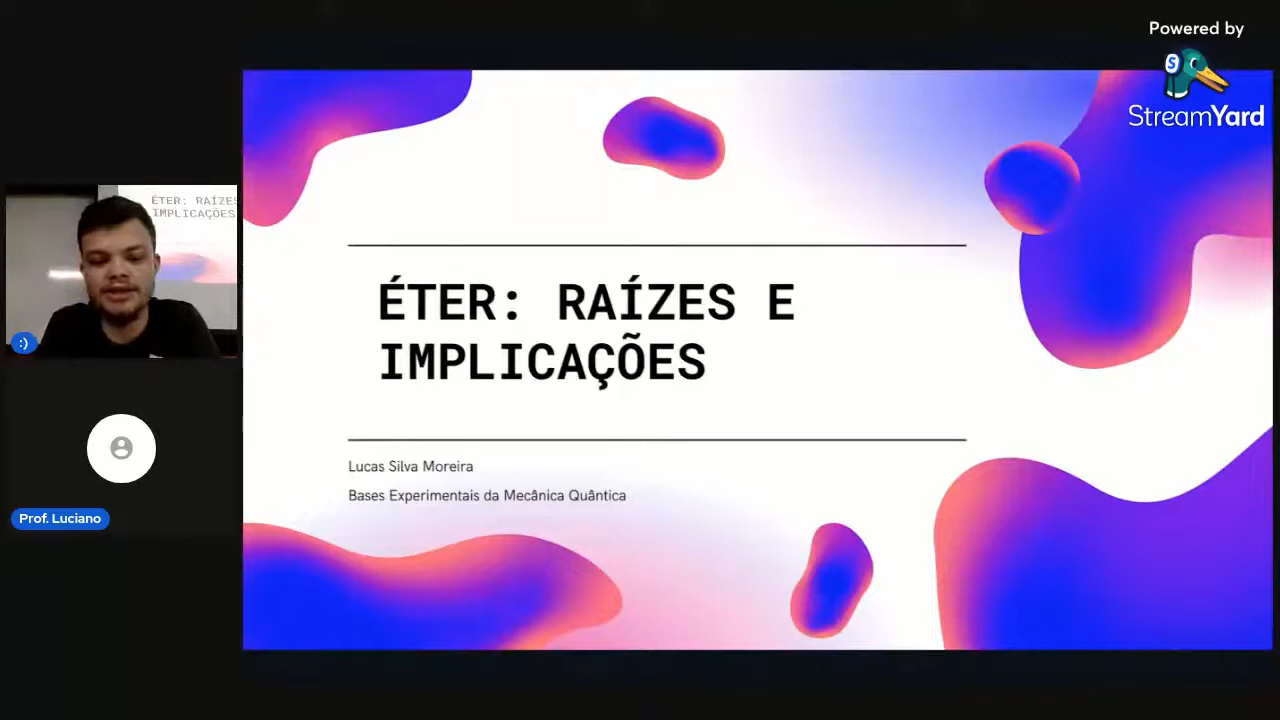 Powered by
S
StreamYard
ÉTER: RAÍZES
IMPLICAÇÕES
:)
Prof. Luciano
ÉTER: RAÍZES E
IMPLICAÇÕES
Lucas Silva Moreira
Bases Experimentais da Mecânica Quântica